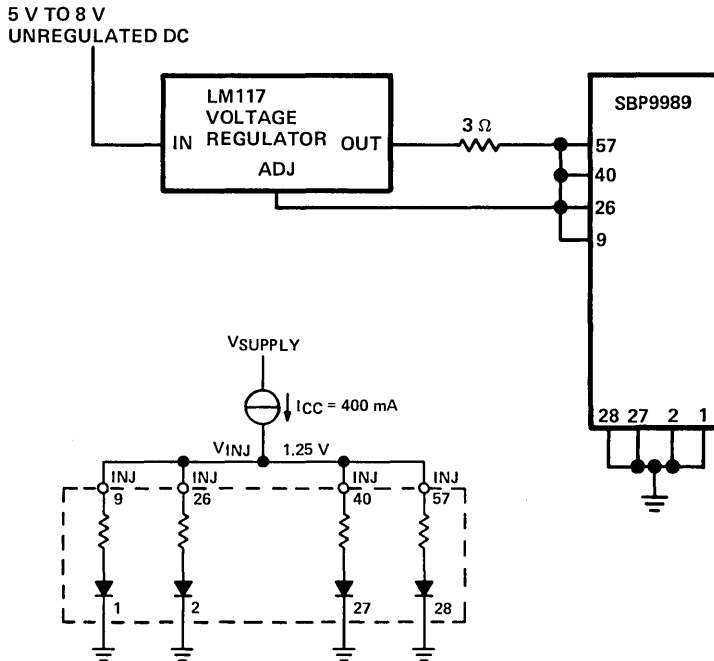 5 V TO 8 V
UNREGULATED DC
LM117
VOLTAGE
REGULATOR
IN
OUT
ADJ
3 Ω
SBP9989
57
40
26
9
28 27 2 1
VSUPPLY
ICC = 400 mA
VINJ 1.25 V
INJ INJ INJ INJ
9 26 40 57
1 2 27 28